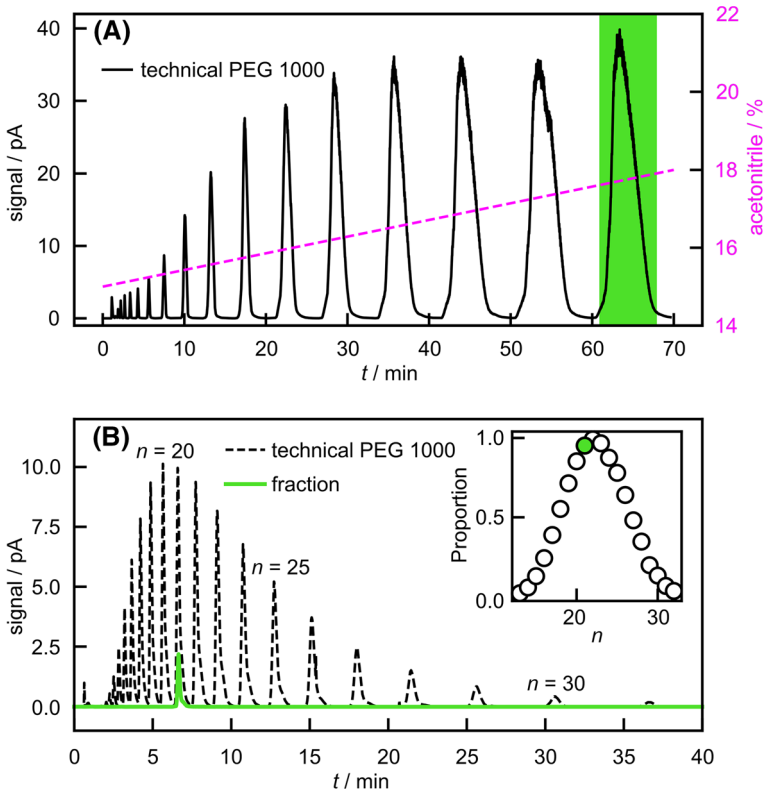 (A)
technical PEG 1000
signal / pA
40
30
20
10
0
0 10 20 30 40 50 60 70
t / min
22
20
18
16
14
acetonitrile / %
(B)
n = 20
technical PEG 1000
fraction
n = 25
n = 30
signal / pA
10.0
7.5
5.0
2.5
0.0
0 5 10 15 20 25 30 35 40
t / min
Proportion
1.0
0.5
0.0
20 30
n